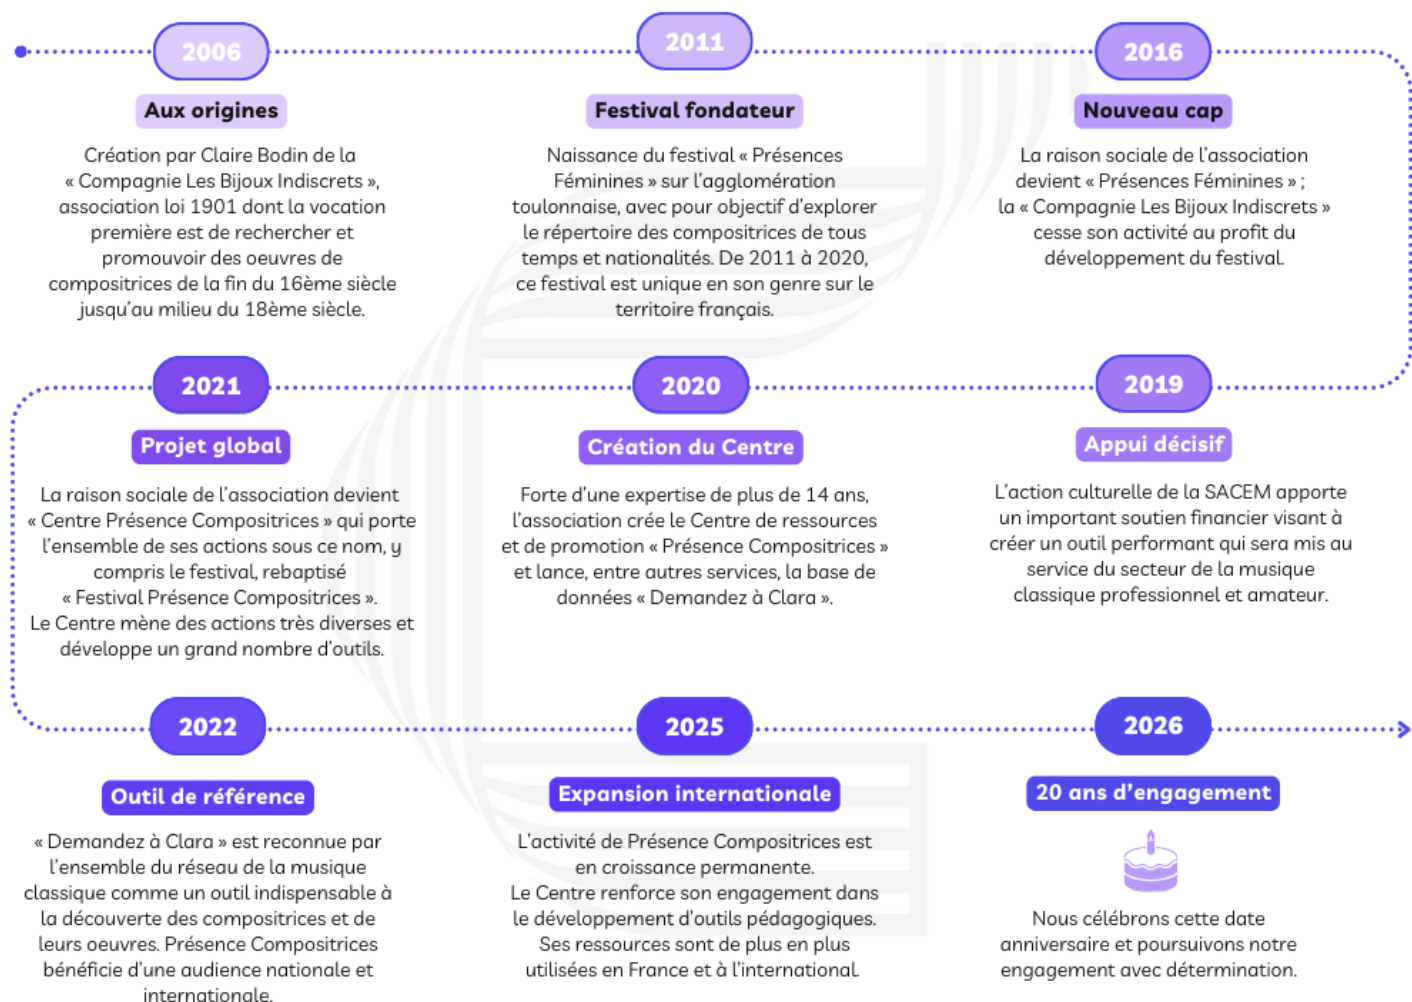 2006
Aux origines
Création par Claire Bodin de la
« Compagnie Les Bijoux Indiscrets »,
association loi 1901 dont la vocation
première est de rechercher et
promouvoir des oeuvres de
compositrices de la fin du 16ème siècle
jusqu'au milieu du 18ème siècle.
2011
Festival fondateur
Naissance du festival « Présences
Féminines » sur l'agglomération
toulonnaise, avec pour objectif d'explorer
le répertoire des compositrices de tous
temps et nationalités. De 2011 à 2020,
ce festival est unique en son genre sur le
territoire français.
2016
Nouveau cap
La raison sociale de l'association
devient « Présences Féminines » ;
la « Compagnie Les Bijoux Indiscrets »
cesse son activité au profit du
développement du festival.
2019
Appui décisif
L'action culturelle de la SACEM apporte
un important soutien financier visant à
créer un outil performant qui sera mis au
service du secteur de la musique
classique professionnel et amateur.
2020
Création du Centre
Forte d'une expertise de plus de 14 ans,
l'association crée le Centre de ressources
et de promotion « Présence Compositrices »
et lance, entre autres services, la base de
données « Demandez à Clara ».
2021
Projet global
La raison sociale de l'association devient
« Centre Présence Compositrices » qui porte
l'ensemble de ses actions sous ce nom, y
compris le festival, rebaptisé
« Festival Présence Compositrices ».
Le Centre mène des actions très diverses et
développe un grand nombre d'outils.
2022
Outil de référence
« Demandez à Clara » est reconnue par
l'ensemble du réseau de la musique
classique comme un outil indispensable à
la découverte des compositrices et de
leurs oeuvres. Présence Compositrices
bénéficie d'une audience nationale et
internationale.
2025
Expansion internationale
L'activité de Présence Compositrices est
en croissance permanente.
Le Centre renforce son engagement dans
le développement d'outils pédagogiques.
Ses ressources sont de plus en plus
utilisées en France et à l'international.
2026
20 ans d'engagement
Nous célébrons cette date
anniversaire et poursuivons notre
engagement avec détermination.